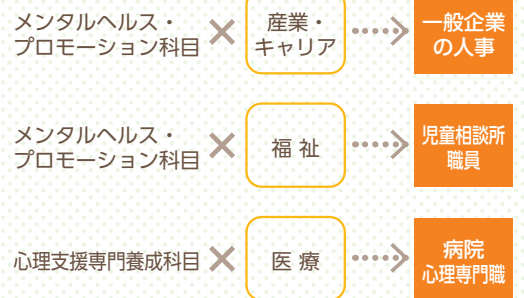 メンタルヘルス・
プロモーション科目
×
産業・
キャリア
一般企業
の人事
メンタルヘルス・
プロモーション科目
×
福祉
児童相談所
職員
心理支援専門養成科目
×
医療
病院
心理専門職